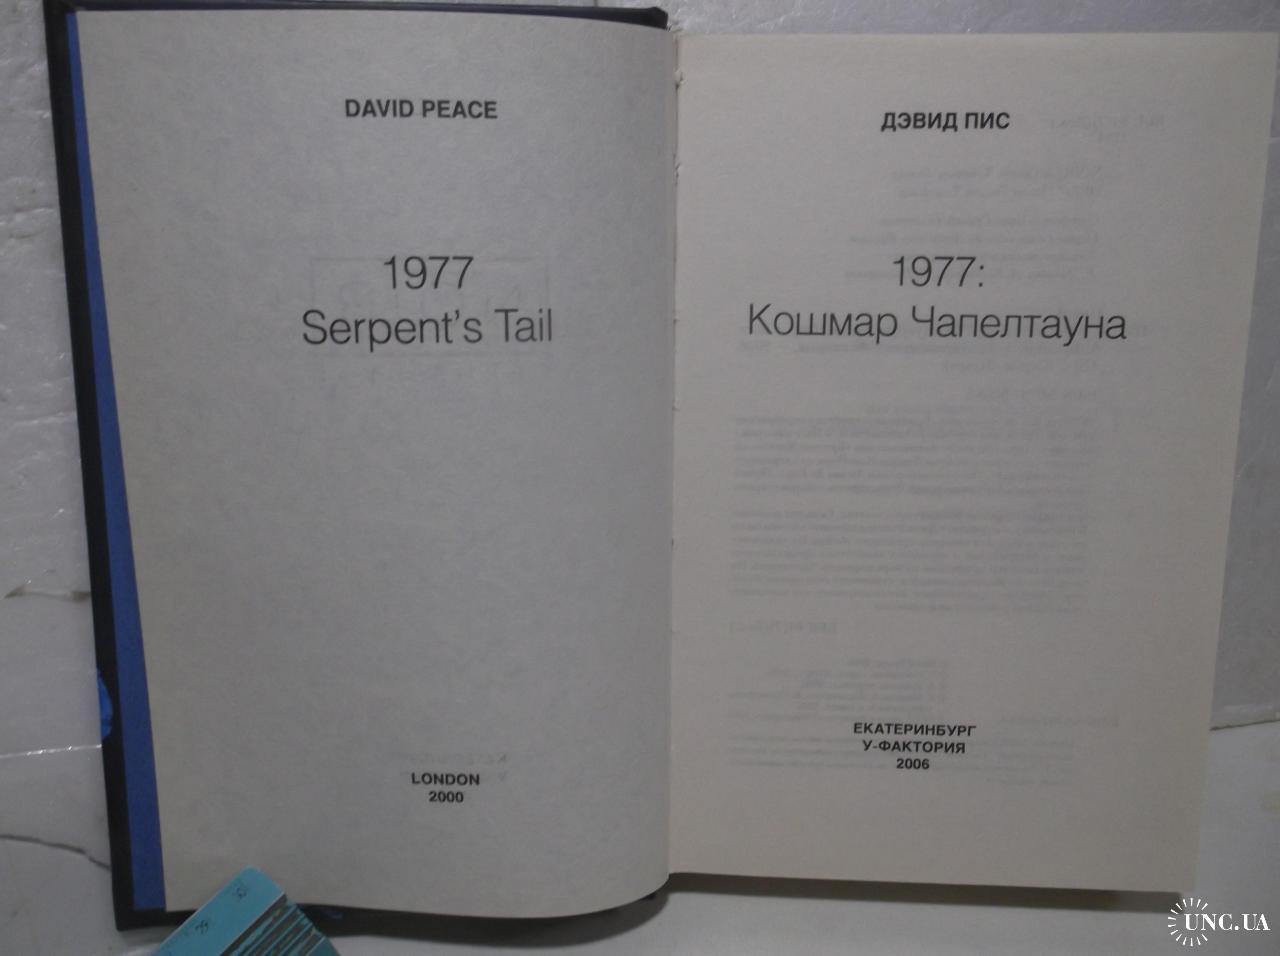 DAVID PEACE
1977
Serpent's Tail
LONDON
2000
ДЭВИД ПИС
1977:
Кошмар Чапелтауна
ЕКАТЕРИНБУРГ
У-ФАКТОРИЯ
2006
UNC.UA